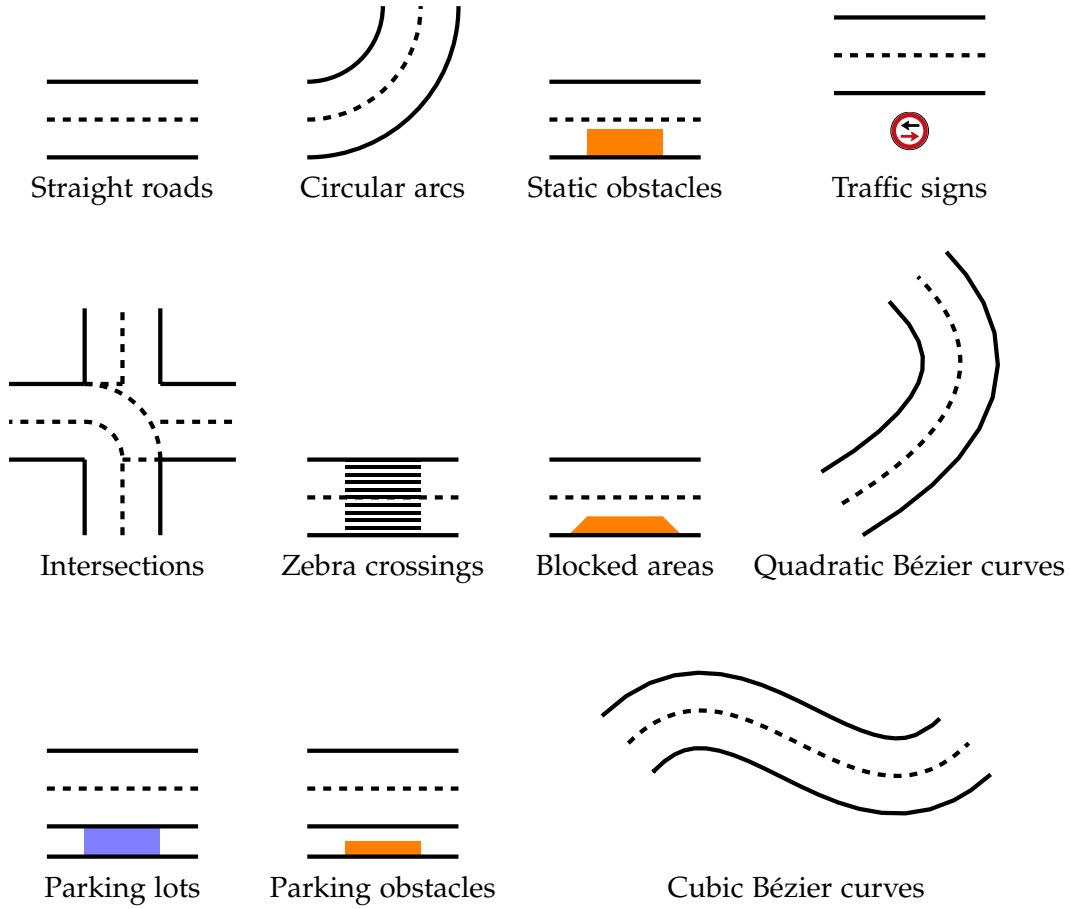 Straight roads
Circular arcs
Static obstacles
Traffic signs
Intersections
Zebra crossings
Blocked areas
Quadratic Bézier curves
Parking lots
Parking obstacles
Cubic Bézier curves